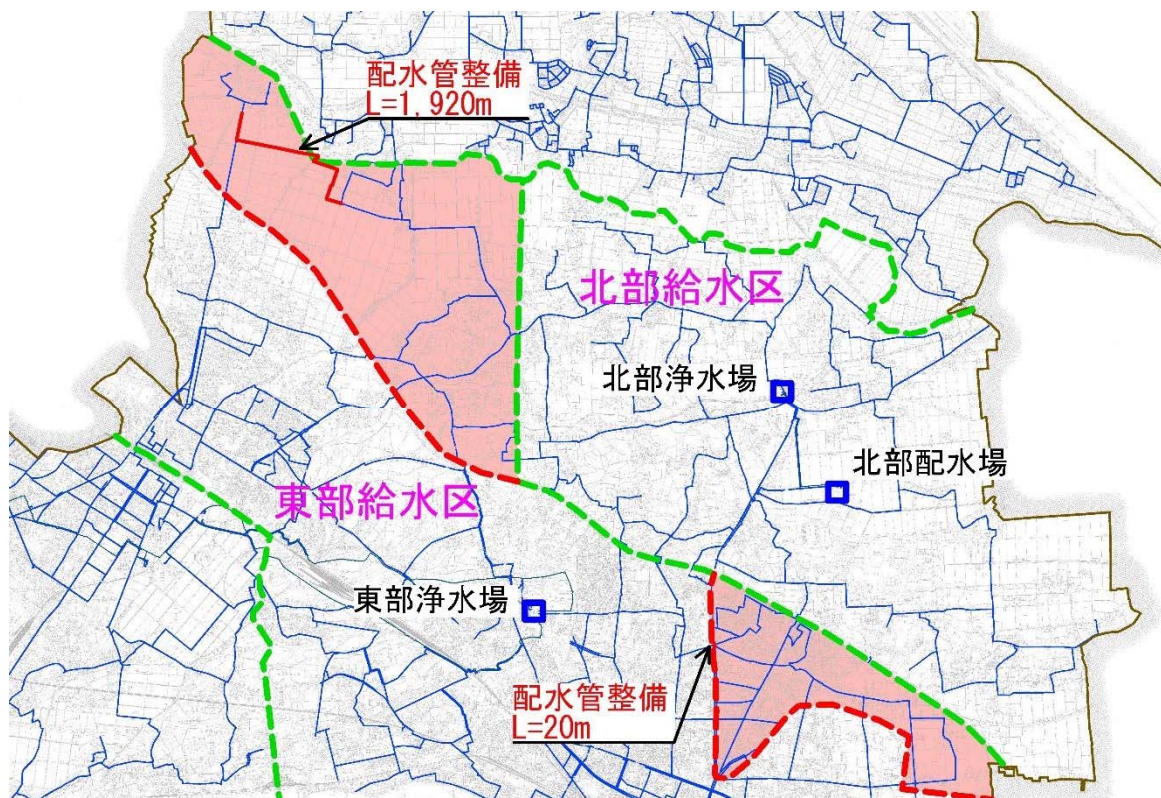 配水管整備
L=1,920m
北部給水区
北部浄水場
北部配水場
東部給水区
東部浄水場
配水管整備
L=20m